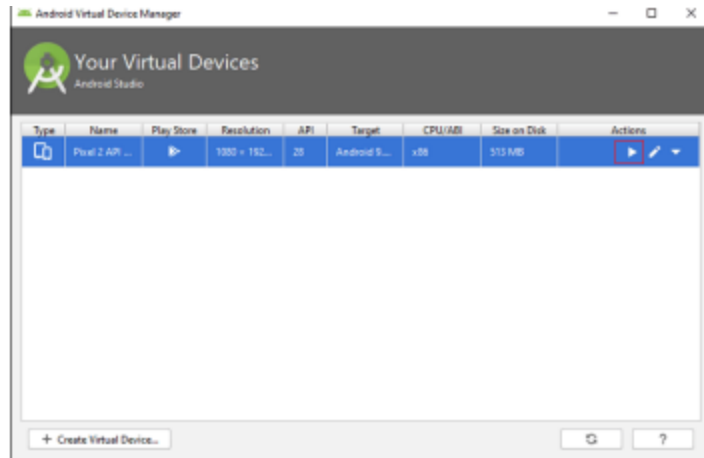 Android Virtual Device Manager
Your Virtual Devices
Android Studio
Type Name Play Store Resolution API Target CPU/ABI Size on Disk Actions
Pixel 2 API ... 1080 × 192... 28 Android 9.... x86 513 MB
+ Create Virtual Device...
?